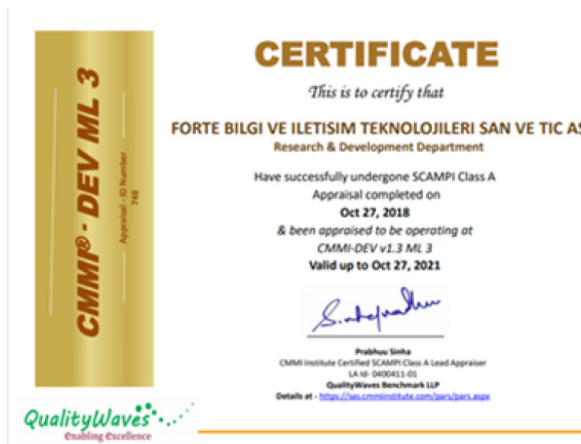 CMMI® - DEV ML 3
Appraisal - ID Number
748
CERTIFICATE
This is to certify that
FORTE BILGI VE ILETISIM TEKNOLOJILERI SAN VE TIC AS
Research & Development Department
Have successfully undergone SCAMPI Class A
Appraisal completed on
Oct 27, 2018
& been appraised to be operating at
CMMI-DEV v1.3 ML 3
Valid up to Oct 27, 2021
Prabhuu Sinha
CMMI Institute Certified SCAMPI Class A Lead Appraiser
LA Id- 0400411-01
QualityWaves Benchmark LLP
Details at - https://sas.cmmiinstitute.com/pars/pars.aspx
QualityWaves
Enabling Excellence